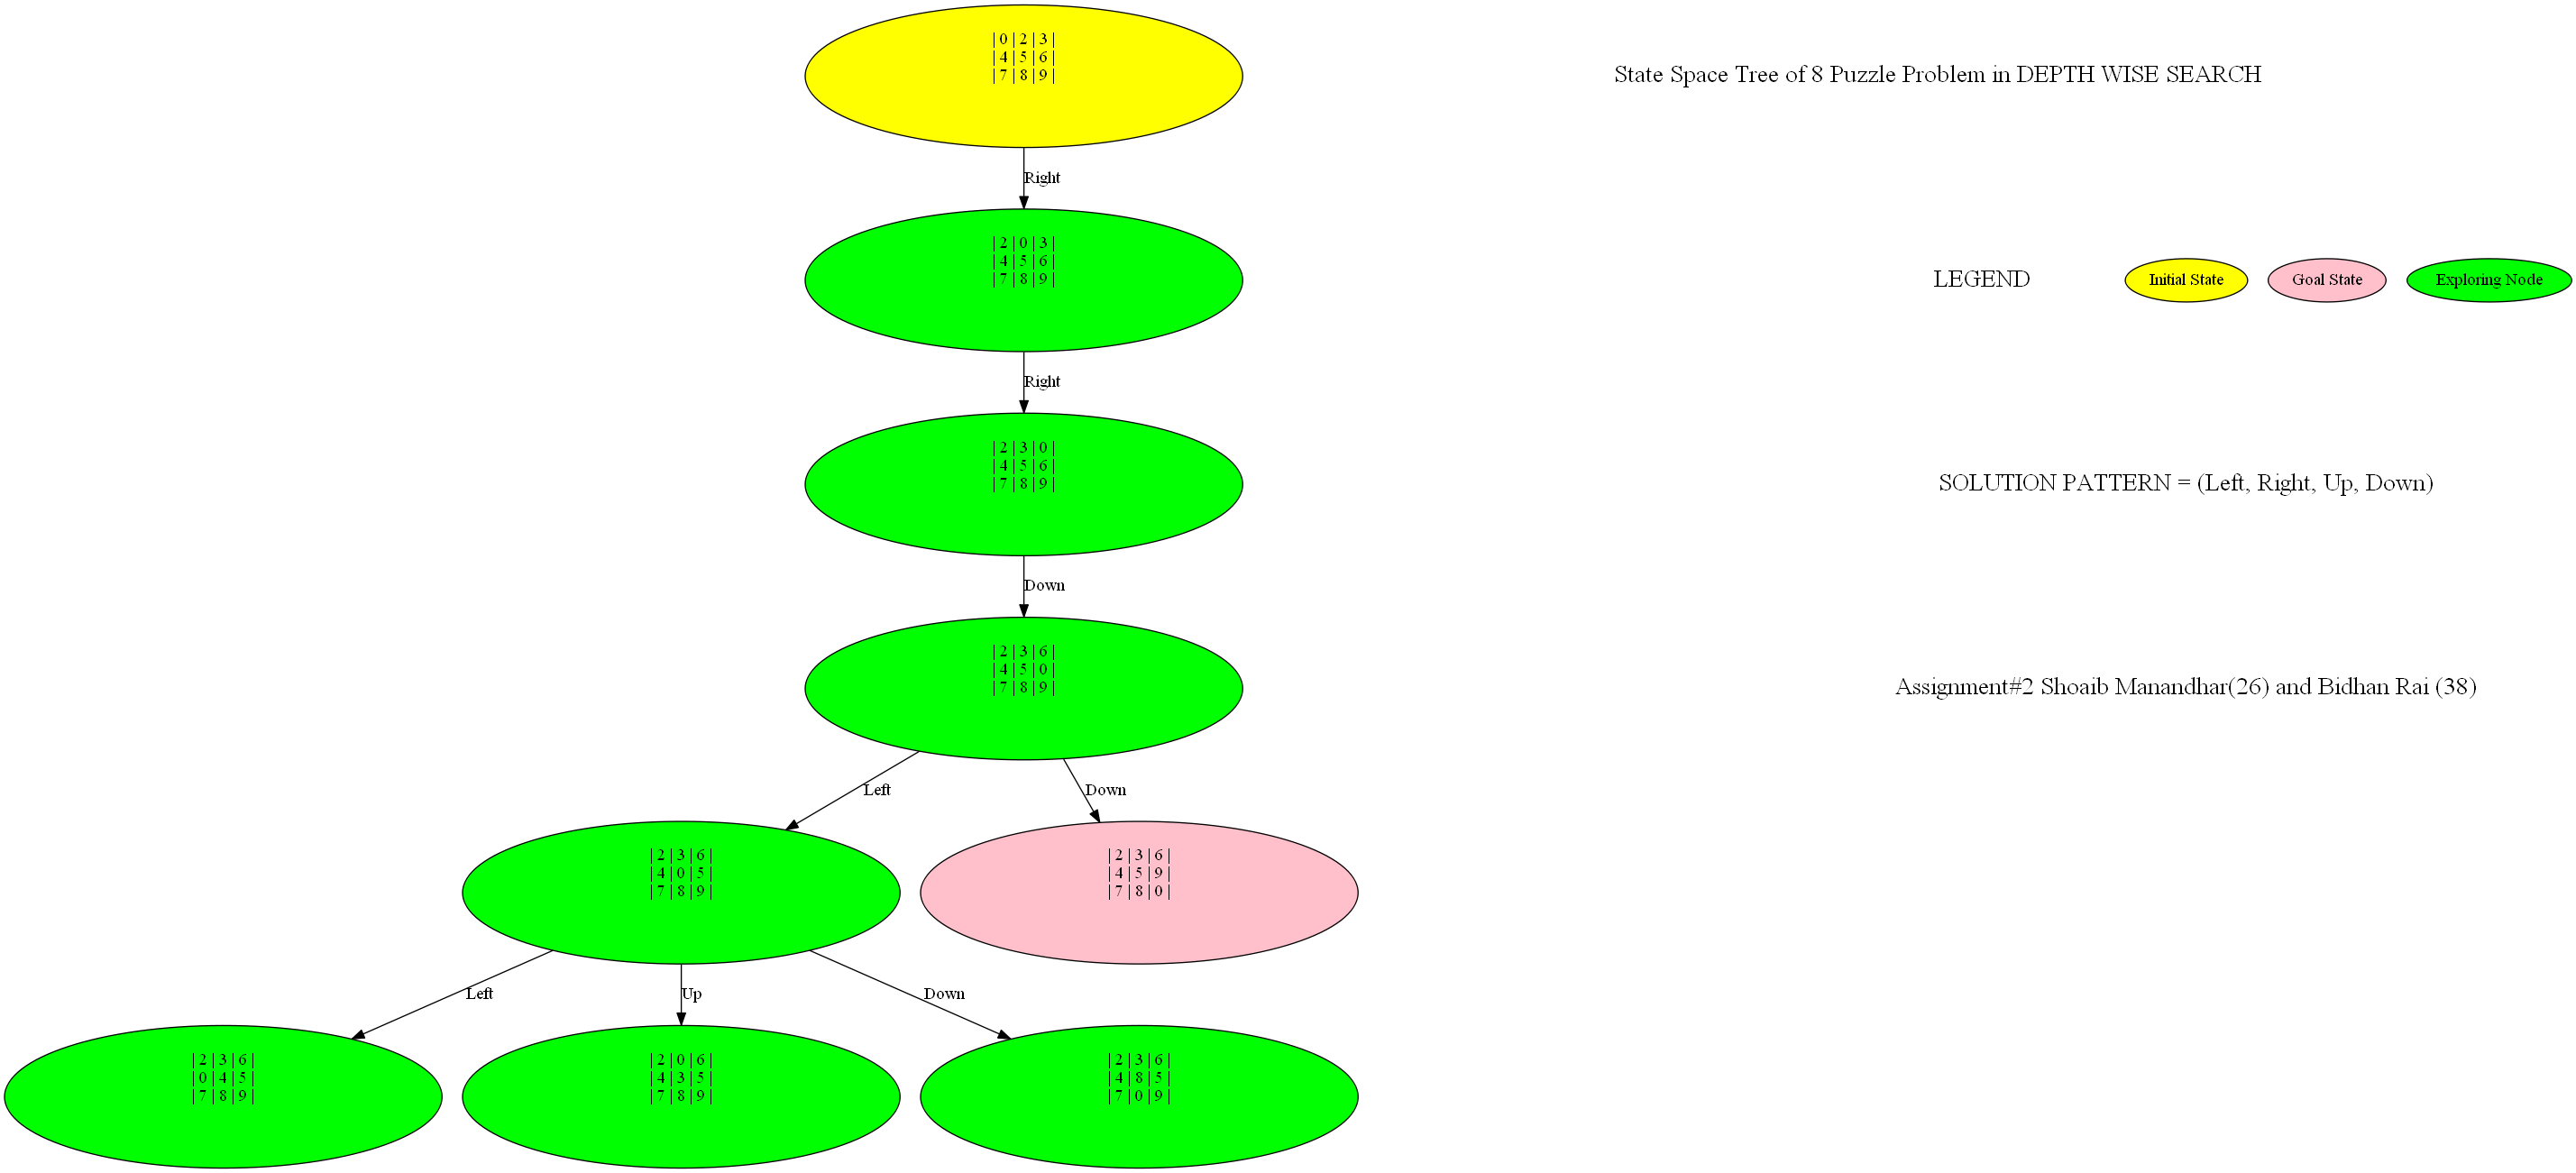 | 0 | 2 | 3 |
| 4 | 5 | 6 |
| 7 | 8 | 9 |
State Space Tree of 8 Puzzle Problem in DEPTH WISE SEARCH
Right
| 2 | 0 | 3 |
| 4 | 5 | 6 |
| 7 | 8 | 9 |
LEGEND
Initial State
Goal State
Exploring Node
Right
| 2 | 3 | 0 |
| 4 | 5 | 6 |
| 7 | 8 | 9 |
SOLUTION PATTERN = (Left, Right, Up, Down)
Down
| 2 | 3 | 6 |
| 4 | 5 | 0 |
| 7 | 8 | 9 |
Assignment#2 Shoaib Manandhar(26) and Bidhan Rai (38)
Left
Down
| 2 | 3 | 6 |
| 4 | 0 | 5 |
| 7 | 8 | 9 |
| 2 | 3 | 6 |
| 4 | 5 | 9 |
| 7 | 8 | 0 |
Left
Up
Down
| 2 | 3 | 6 |
| 0 | 4 | 5 |
| 7 | 8 | 9 |
| 2 | 0 | 6 |
| 4 | 3 | 5 |
| 7 | 8 | 9 |
| 2 | 3 | 6 |
| 4 | 8 | 5 |
| 7 | 0 | 9 |